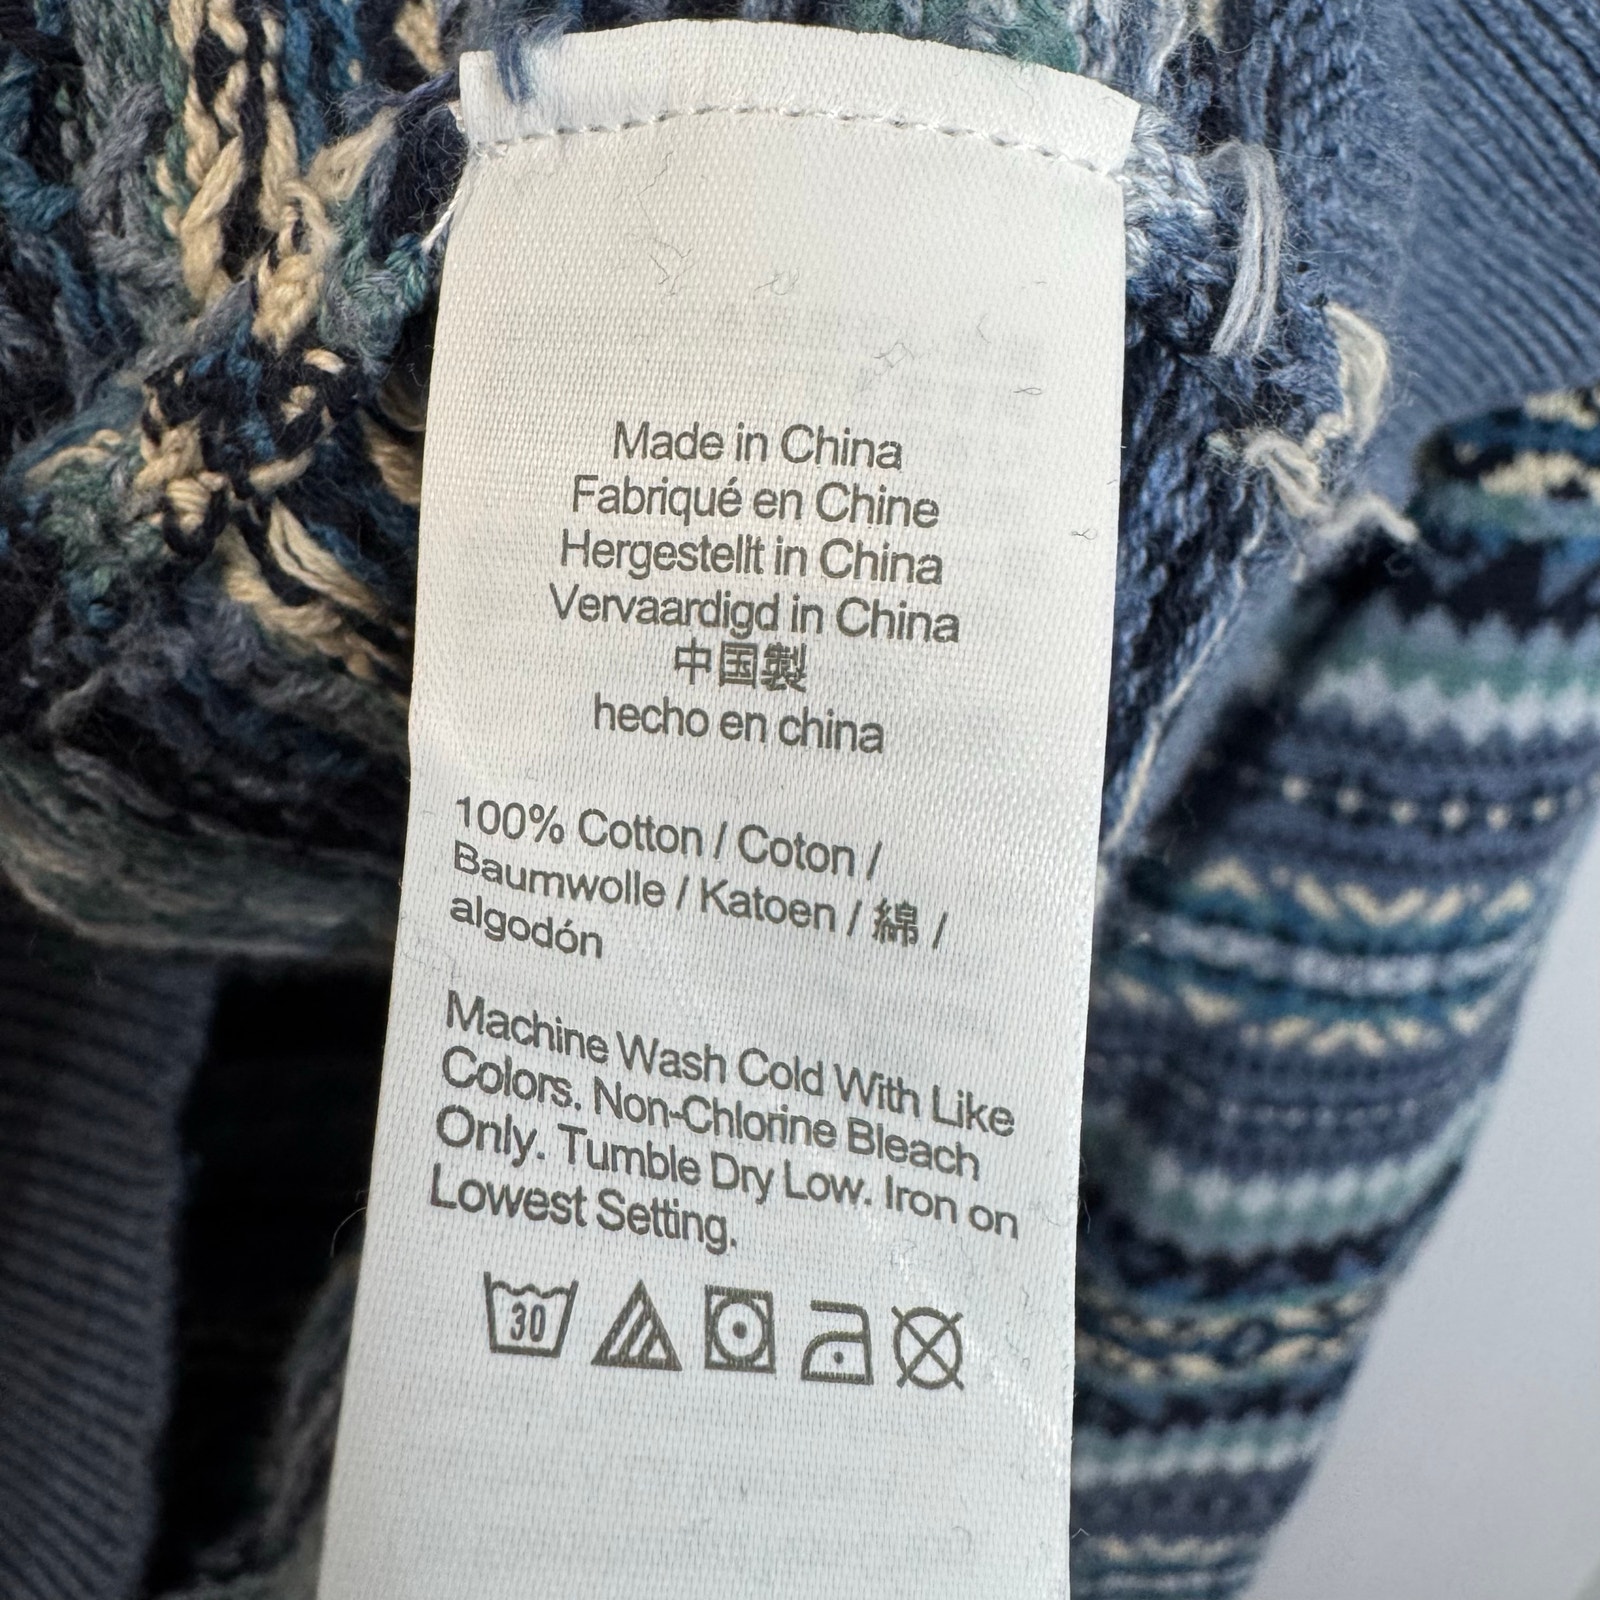 Made in China
Fabriqué en Chine
Hergestellt in China
Vervaardigd in China
中国製
hecho en china
100% Cotton / Coton /
Baumwolle / Katoen / 綿 /
algodón
Machine Wash Cold With Like
Colors. Non-Chlorine Bleach
Only. Tumble Dry Low. Iron on
Lowest Setting.
30